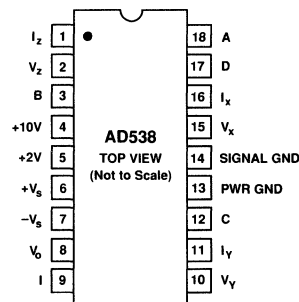 I_Z 1 18 A
V_Z 2 17 D
B 3 16 I_X
+10V 4 15 V_X
AD538
+2V 5 TOP VIEW 14 SIGNAL GND
(Not to Scale)
+V_S 6 13 PWR GND
−V_S 7 12 C
V_O 8 11 I_Y
I 9 10 V_Y